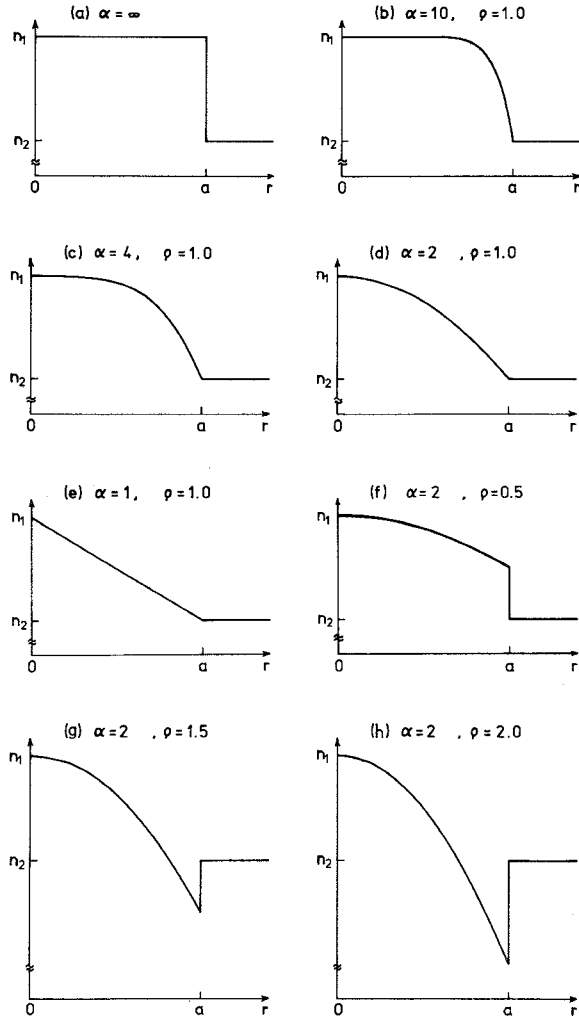 (a) α = ∞
n₁
n₂
0 a r
(b) α = 10, ρ = 1.0
n₁
n₂
0 a r
(c) α = 4, ρ = 1.0
n₁
n₂
0 a r
(d) α = 2 , ρ = 1.0
n₁
n₂
0 a r
(e) α = 1, ρ = 1.0
n₁
n₂
0 a r
(f) α = 2 , ρ = 0.5
n₁
n₂
0 a r
(g) α = 2 , ρ = 1.5
n₁
n₂
0 a r
(h) α = 2 , ρ = 2.0
n₁
n₂
0 a r